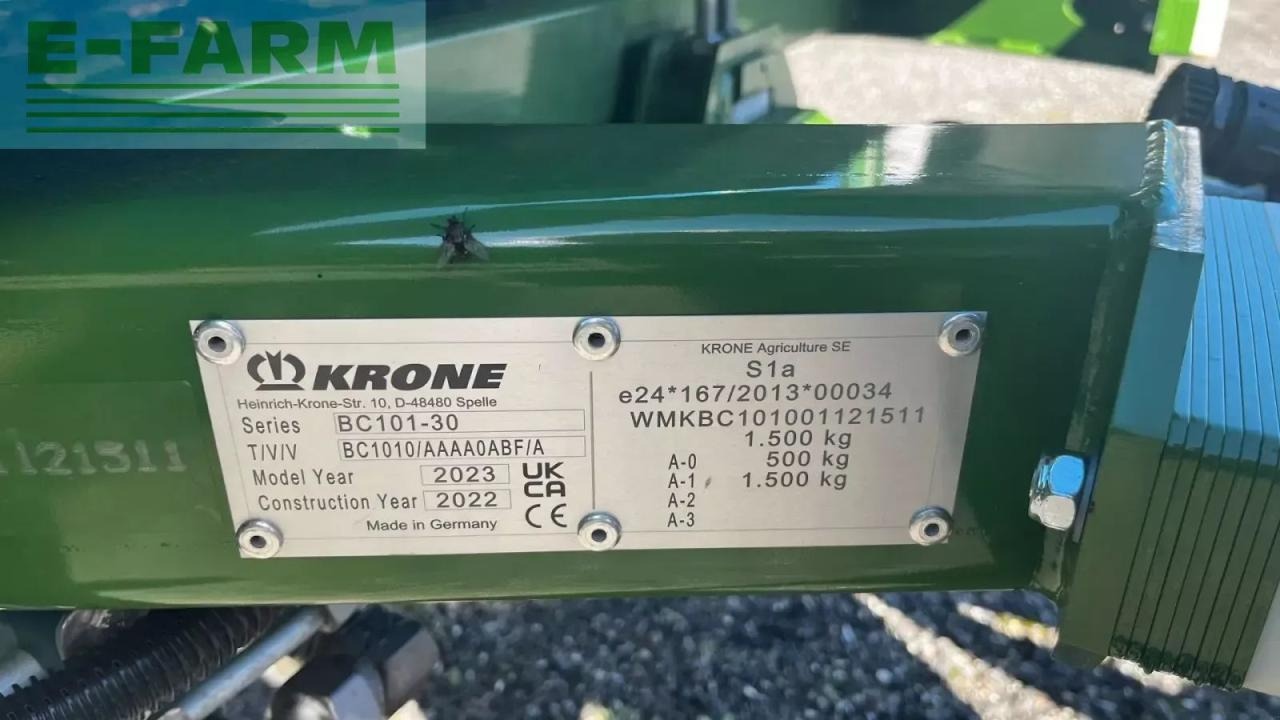 E-FARM
1121511
KRONE
Heinrich-Krone-Str. 10, D-48480 Spelle
Series BC101-30
T/V/V BC1010/AAAA0ABF/A
Model Year 2023
Construction Year 2022
UK
CA
CE
Made in Germany
KRONE Agriculture SE
S1a
e24*167/2013*00034
WMKBC101001121511
1.500 kg
A-0 500 kg
A-1 1.500 kg
A-2
A-3